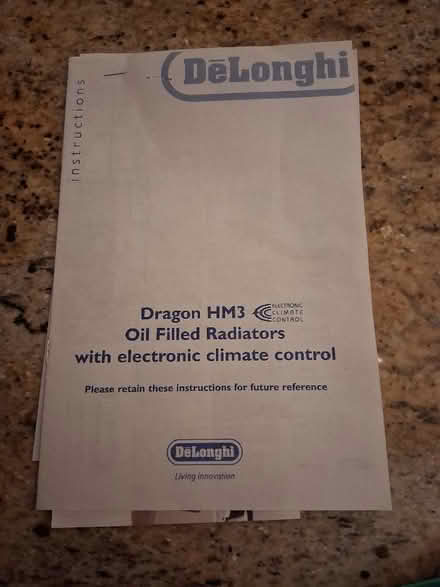 DēLonghi
Instructions
Dragon HM3
ELECTRONIC
CLIMATE
CONTROL
Oil Filled Radiators
with electronic climate control
Please retain these instructions for future reference
DēLonghi
Living innovation